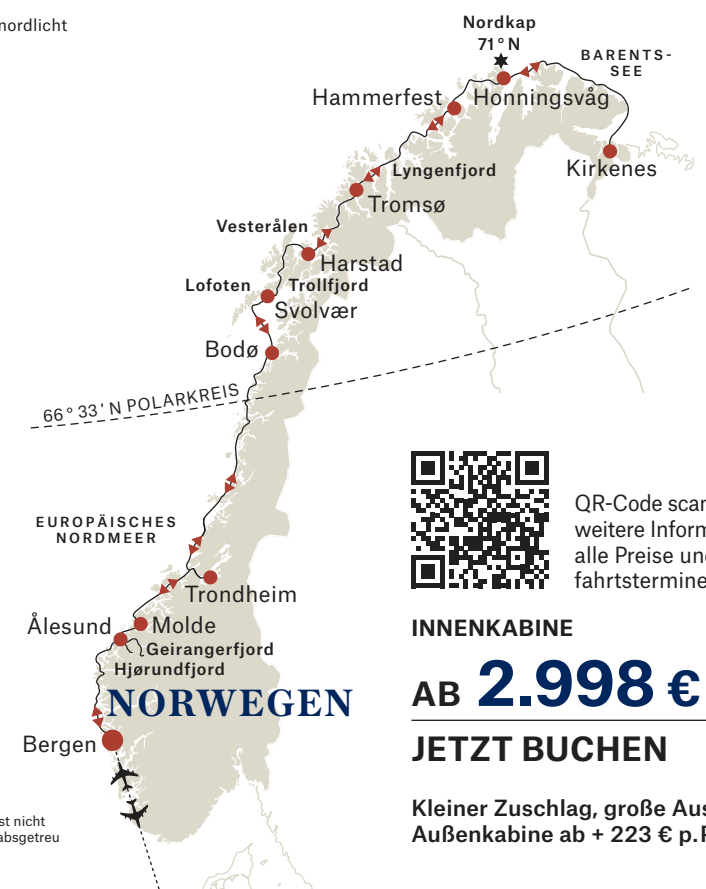 nordlicht
Nordkap
71° N
BARENTS-
SEE
Hammerfest
Honningsvåg
Kirkenes
Lyngenfjord
Tromsø
Vesterålen
Harstad
Lofoten
Trollfjord
Svolvær
Bodø
66° 33' N POLARKREIS
EUROPÄISCHES
NORDMEER
Trondheim
Ålesund
Molde
Geirangerfjord
Hjørundfjord
NORWEGEN
Bergen
QR-Code scan
weitere Inform
alle Preise und
fahrtstermine
INNENKABINE
AB 2.998 €
JETZT BUCHEN
Kleiner Zuschlag, große Aus
Außenkabine ab + 223 € p.P
st nicht
absgetreu